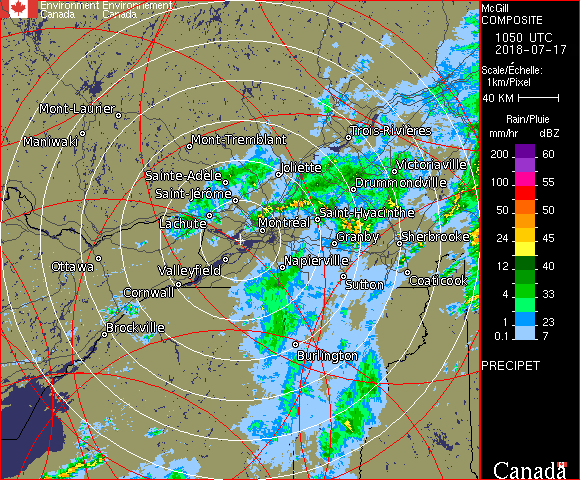 Environment Environnement
Canada Canada
McGill
COMPOSITE
1050 UTC
2018-07-17
Scale/Échelle:
1km/Pixel
40 KM
Rain/Pluie
mm/hr dBZ
200 60
100 55
50 50
24 45
12 40
4 33
1 23
0.1 7
PRECIPET
Mont-Laurier
Maniwaki
Mont-Tremblant
Trois-Rivières
Sainte-Adèle
Joliette
Victoriaville
Drummondville
Saint-Jérôme
Saint-Hyacinthe
Lachute
Montréal
Granby
Sherbrooke
Ottawa
Valleyfield
Napierville
Sutton
Coaticook
Cornwall
Brockville
Burlington
Canada